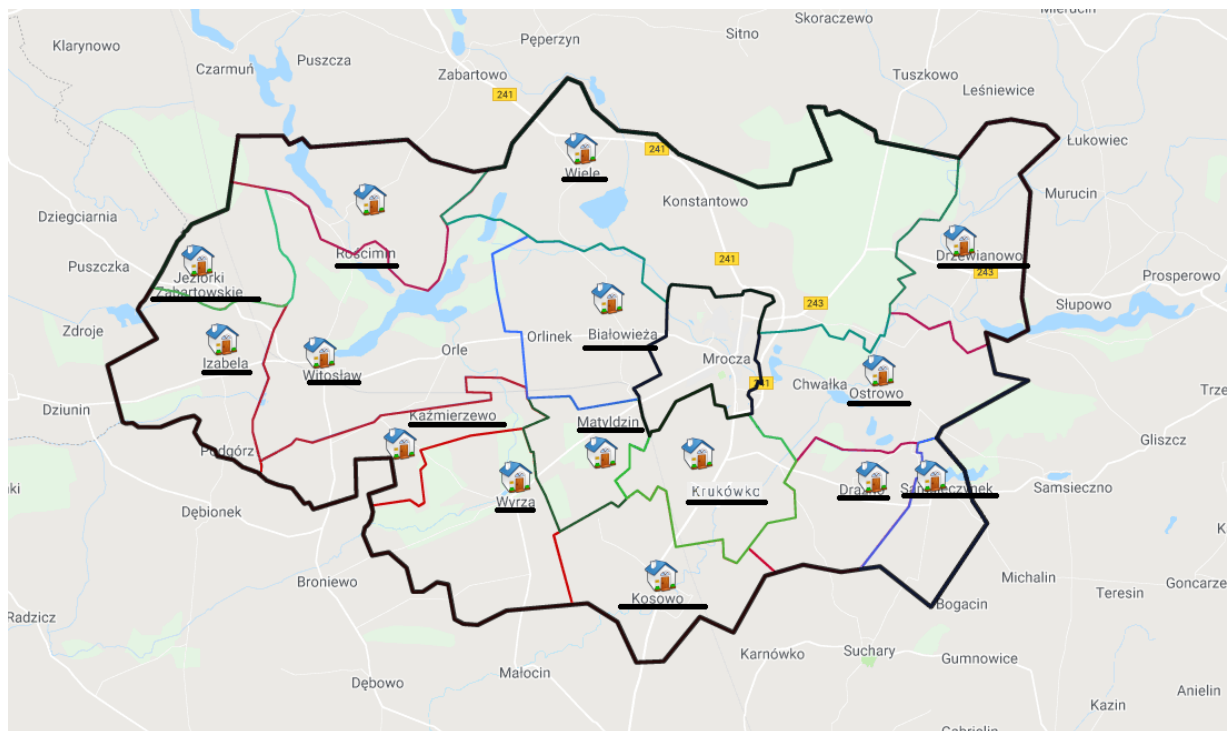 Skoraczewo
Klarynowo
Pęperzyn
Sitno
Puszcza
Czarmuń
Zabartowo
Tuszkowo
241
Leśniewice
Łukowiec
241
Wiele
Murucin
Konstantowo
Dziegciarnia
Rościmin
Drzewianowo
Puszczka
241
243
Prosperowo
Jeziorki
Zabartowskie
243
Słupowo
Zdroje
Orlinek
Białowieża
Orle
Mrocza
Izabela
Witosław
241
Chwałka
Ostrowo
Dziunin
Kaźmierzewo
Matyldzin
Gliszcz
Podgórz
Samsieczynek
Samsieczno
Krukówko
Wyrza
Dębionek
Broniewo
Michalin
Goncarze
Teresin
Kosowo
Bogacin
Radzicz
Karnówko
Suchary
Gumnowice
Małocin
Dębowo
Anielin
Kazin